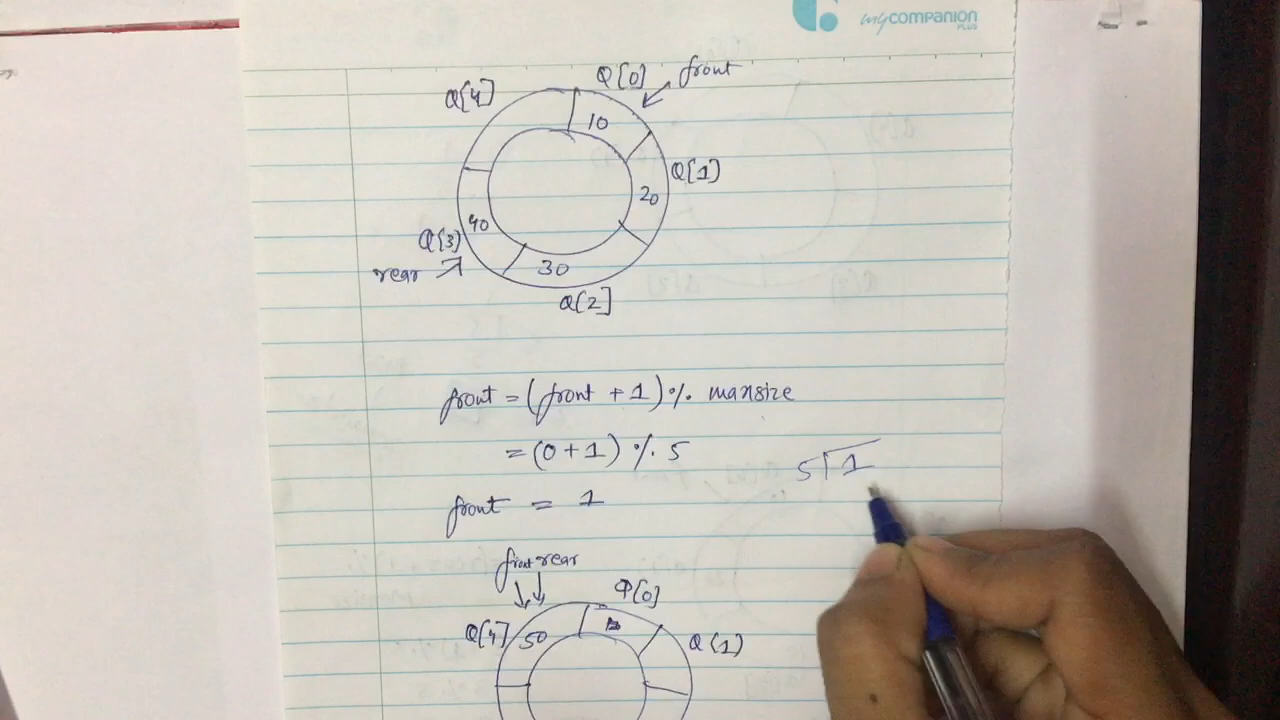 myCOMPANION
PLUS
Q[0] front
Q[4]
10
Q[1]
20
40
Q[3]
rear
30
Q[2]
front = (front + 1) % maxsize
= (0+1) % 5
5 1
front = 1
front rear
Q[0]
Q[4] 50
Q[1]